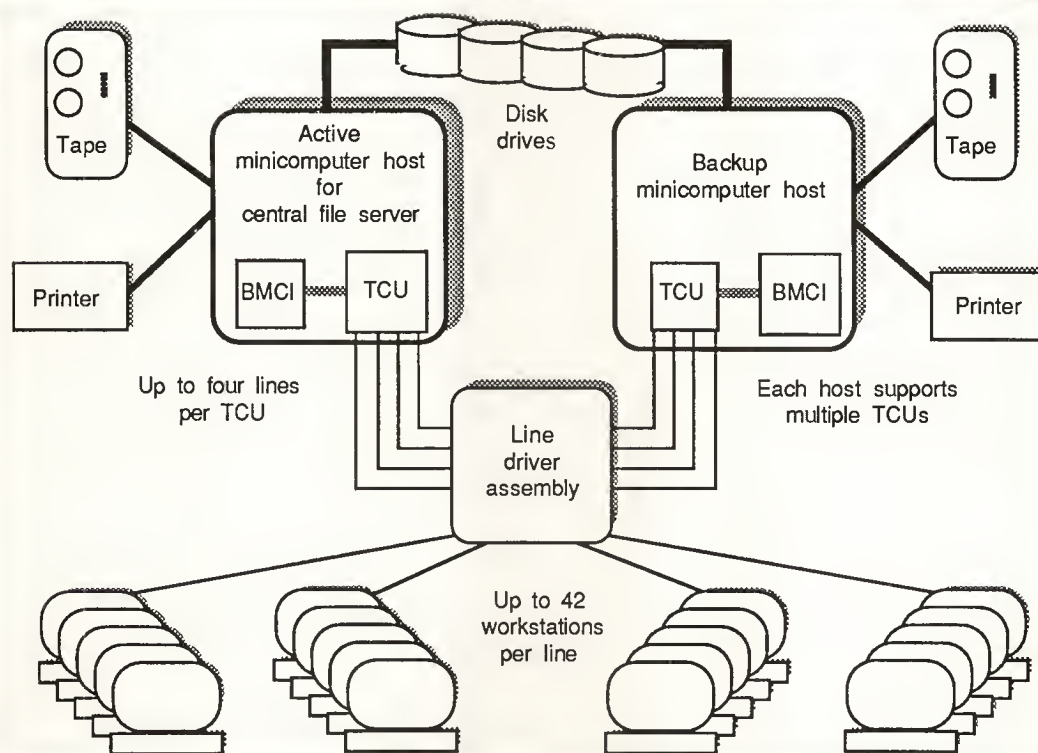 Tape
Disk
drives
Tape
Active
minicomputer host
for
central file server
Backup
minicomputer host
Printer
BMCI
TCU
TCU
BMCI
Printer
Up to four lines
per TCU
Each host supports
multiple TCUs
Line
driver
assembly
Up to 42
workstations
per line